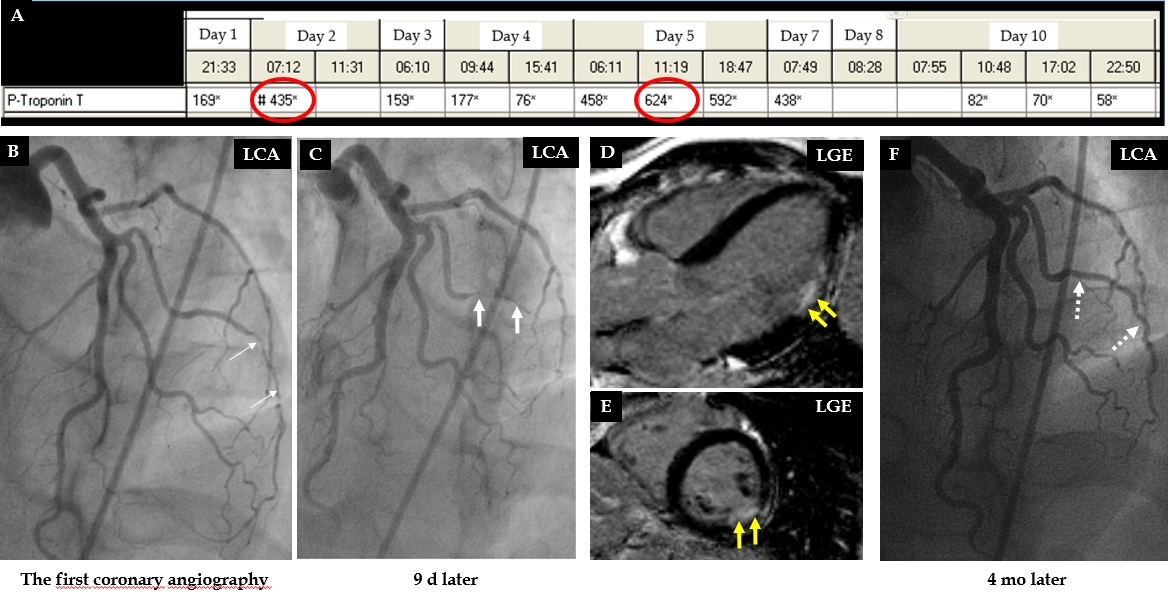 A
Day 1 Day 2 Day 3 Day 4 Day 5 Day 7 Day 8 Day 10
21:33 07:12 11:31 06:10 09:44 15:41 06:11 11:19 18:47 07:49 08:28 07:55 10:48 17:02 22:50
P-Troponin T 169× # 435× 159× 177× 76× 458× 624× 592× 438× 82× 70× 58×
B LCA C LCA D LGE F LCA
E LGE
The first coronary angiography 9 d later 4 mo later